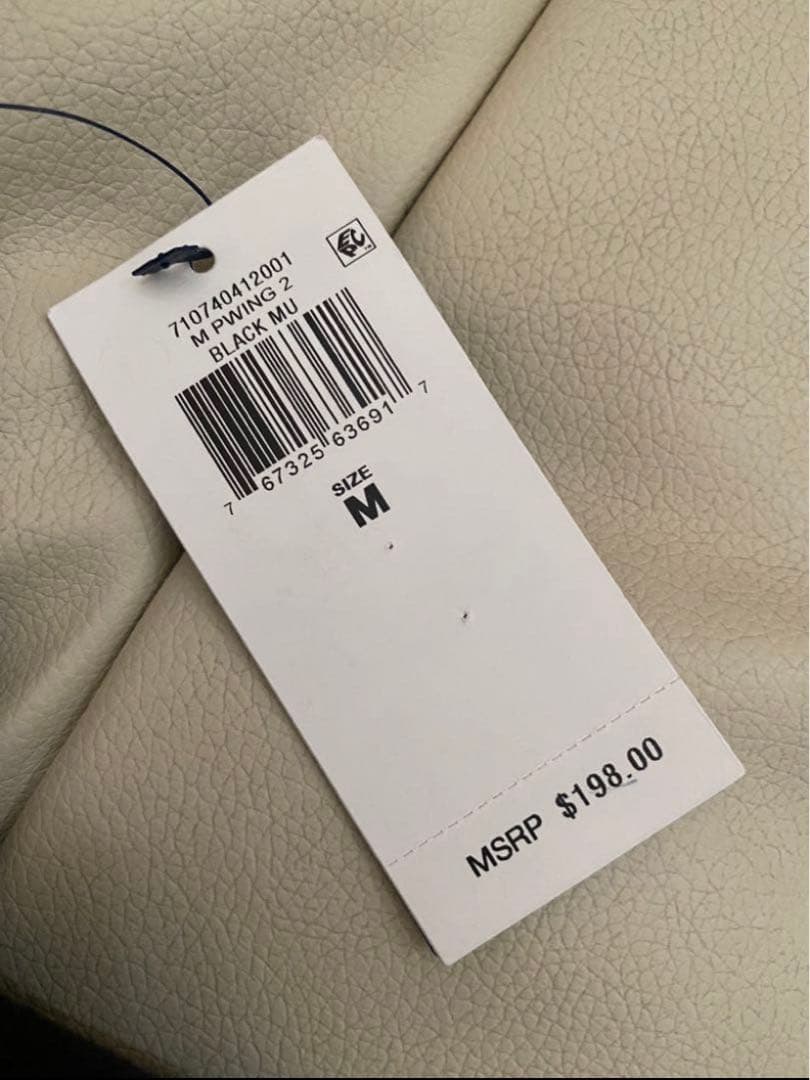 710740412001
M PWING 2
BLACK MU
7 67325 63691 7
SIZE
M
MSRP $198.00